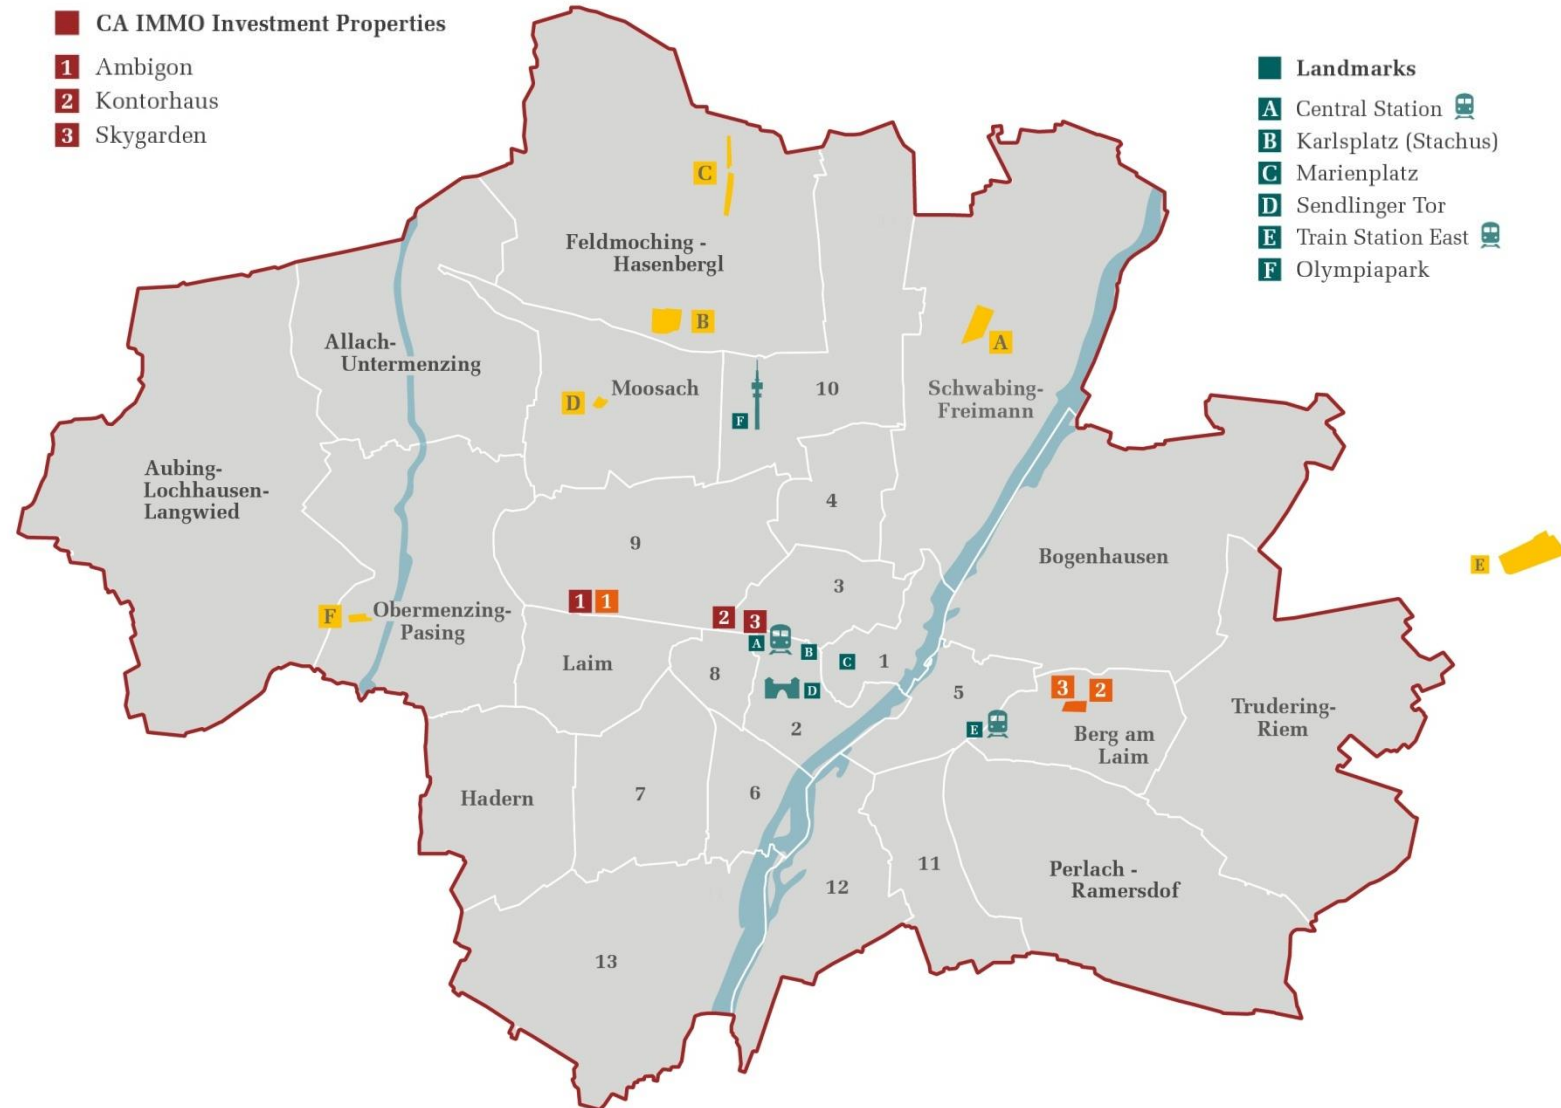 CA IMMO Investment Properties
1 Ambigon
2 Kontorhaus
3 Skygarden
Landmarks
A Central Station
B Karlsplatz (Stachus)
C Marienplatz
D Sendlinger Tor
E Train Station East
F Olympiapark
C
Feldmoching -
Hasenbergl
B
A
Allach-
Untermenzing
D
Moosach
F
10
Schwabing-
Freimann
Aubing-
Lochhausen-
Langwied
4
9
Bogenhausen
E
3
1 1
2
3
F
Obermenzing-
Pasing
A
B
C
1
Laim
8
D
5
3 2
2
E
Berg am
Laim
Trudering-
Riem
Hadern
7
6
11
12
Perlach -
Ramersdof
13